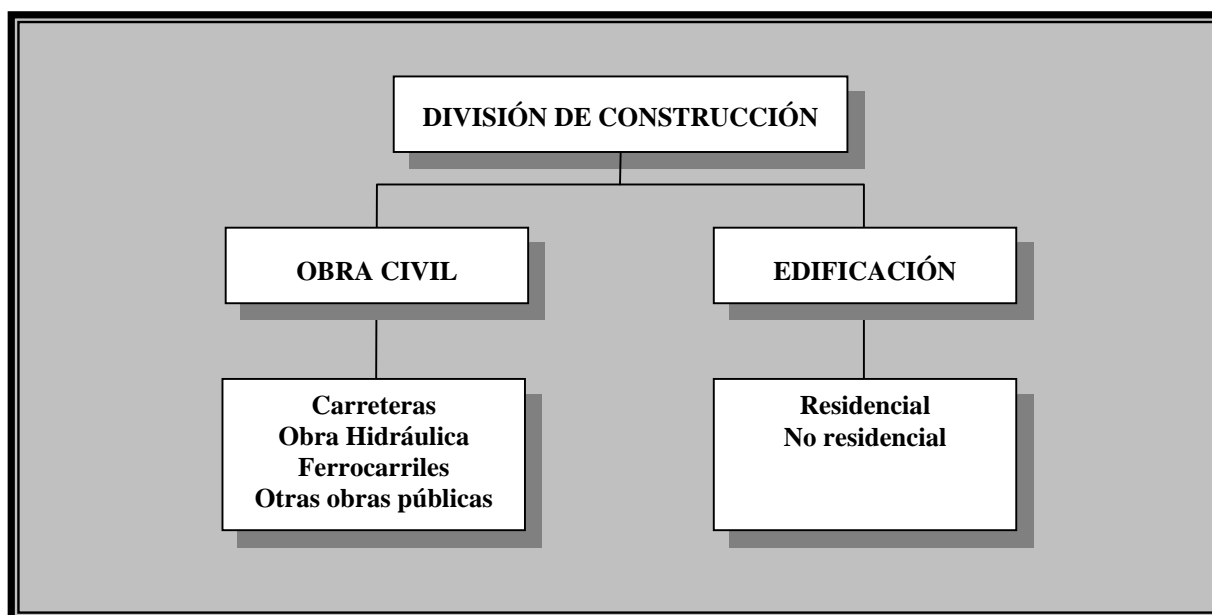 DIVISIÓN DE CONSTRUCCIÓN
OBRA CIVIL
EDIFICACIÓN
Carreteras
Obra Hidráulica
Ferrocarriles
Otras obras públicas
Residencial
No residencial